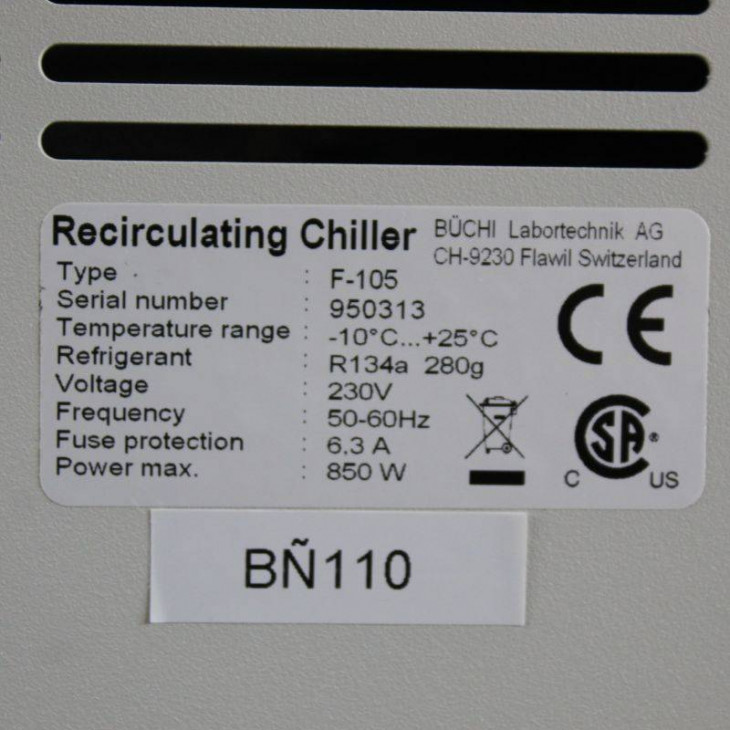 Recirculating Chiller
BÜCHI Labortechnik AG
CH-9230 Flawil Switzerland
Type : F-105
Serial number : 950313
Temperature range : -10°C...+25°C
Refrigerant : R134a 280g
Voltage : 230V
Frequency : 50-60Hz
Fuse protection : 6,3 A
Power max. : 850 W
CE
C SA® US
BÑ110